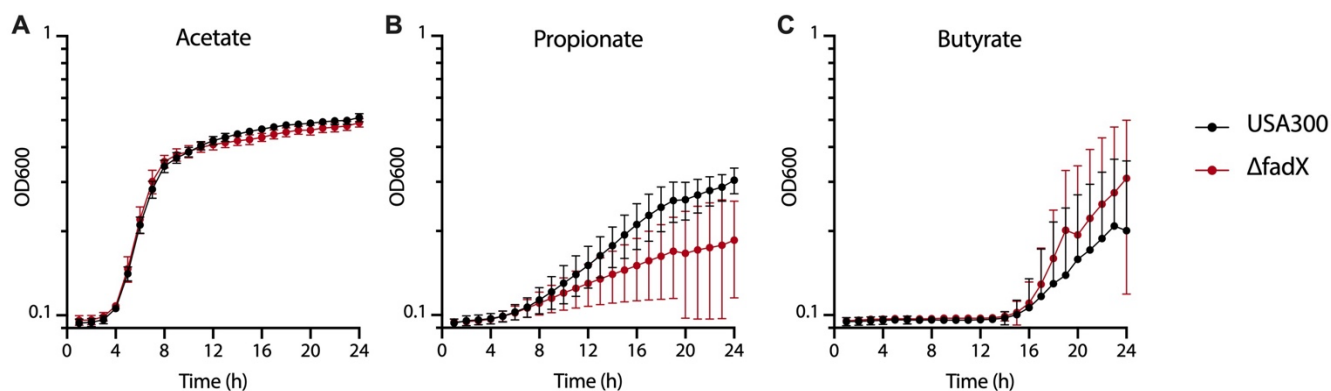 A
Acetate
1
OD600
0.1
0 4 8 12 16 20 24
Time (h)
B
Propionate
1
OD600
0.1
0 4 8 12 16 20 24
Time (h)
C
Butyrate
1
OD600
0.1
0 4 8 12 16 20 24
Time (h)
USA300
ΔfadX